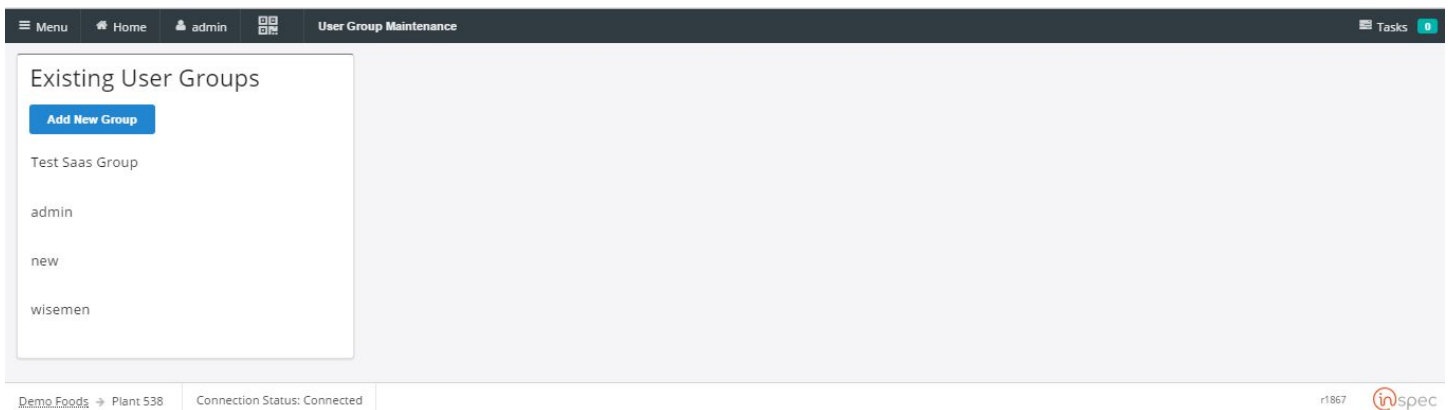 Menu Home admin User Group Maintenance Tasks 0
Existing User Groups
Add New Group
Test Saas Group
admin
new
wisemen
Demo Foods → Plant 538 Connection Status: Connected r1867 inspec